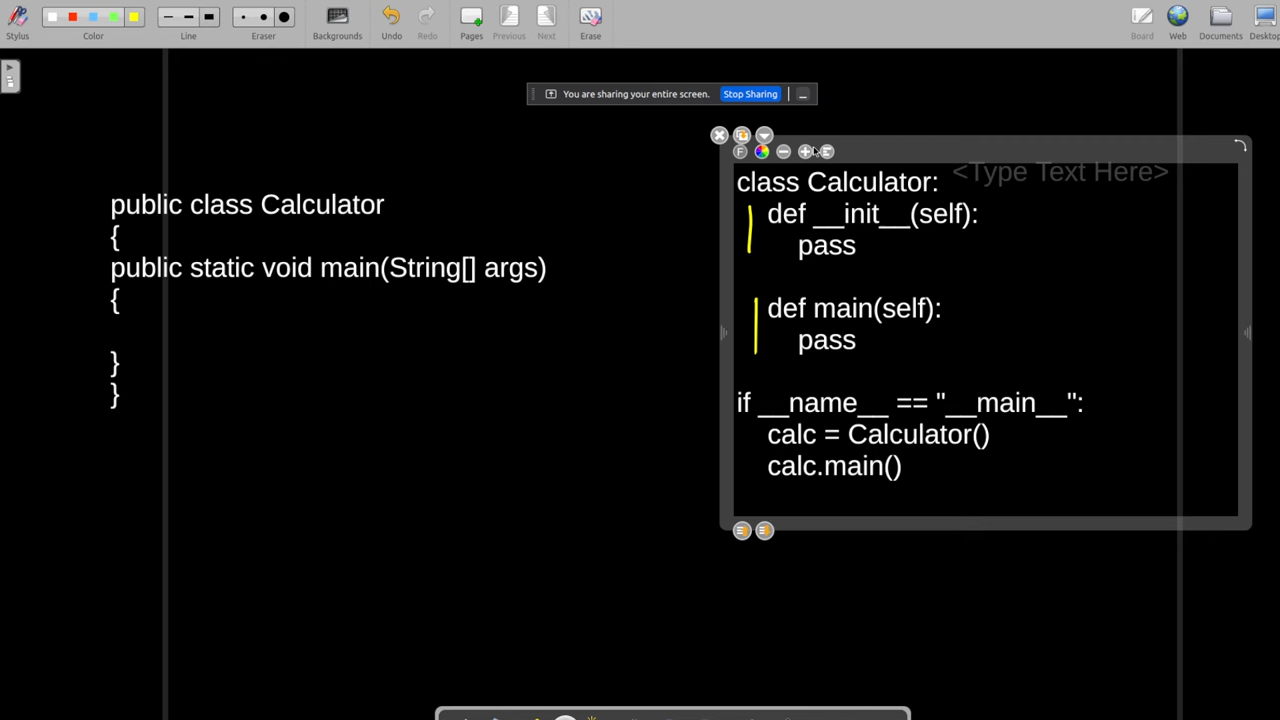 Stylus
Color
Line
Eraser
Backgrounds
Undo
Redo
Pages
Previous
Next
Erase
Board
Web
Documents
Desktop
You are sharing your entire screen. Stop Sharing
public class Calculator
{
public static void main(String[] args)
{
}
}
F
<Type Text Here>
class Calculator:
def __init__(self):
pass
def main(self):
pass
if __name__ == "__main__":
calc = Calculator()
calc.main()